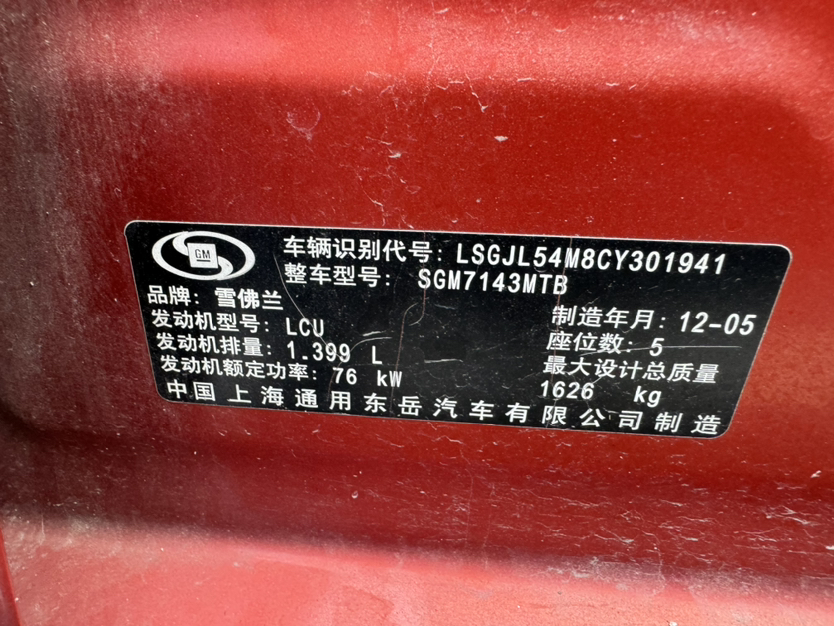 GM
车辆识别代号: LSGJL54M8CY301941
整车型号: SGM7143MTB
品牌: 雪佛兰
制造年月: 12-05
发动机型号: LCU
座位数: 5
发动机排量: 1.399 L
最大设计总质量
发动机额定功率: 76 kW
1626 kg
中国上海通用东岳汽车有限公司制造